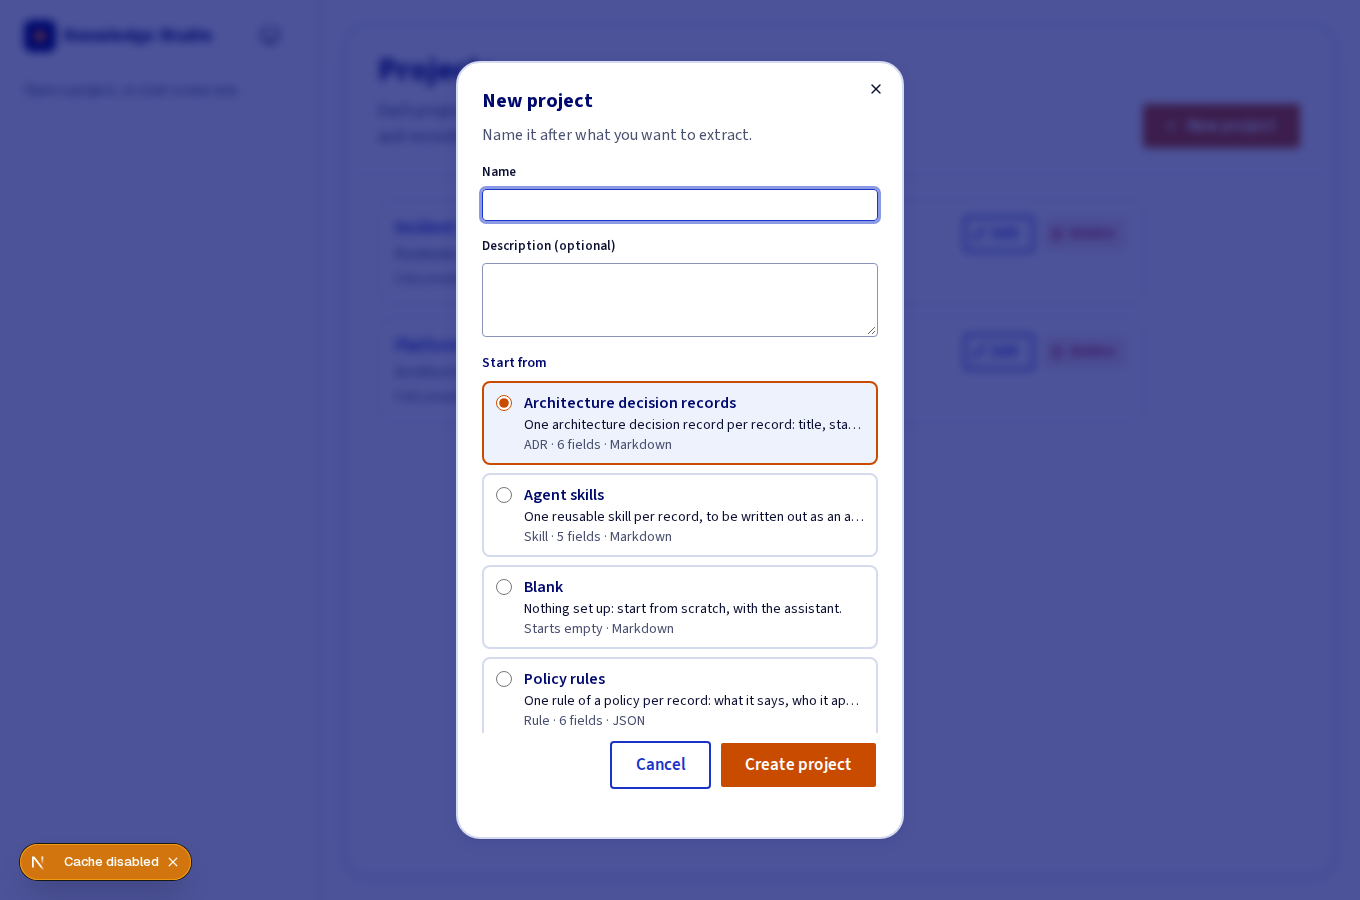 Knowledge Studio
New project
Name it after what you want to extract.
Name
Description (optional)
Start from
Architecture decision records
One architecture decision record per record: title, sta…
ADR · 6 fields · Markdown
Agent skills
One reusable skill per record, to be written out as an a…
Skill · 5 fields · Markdown
Blank
Nothing set up: start from scratch, with the assistant.
Starts empty · Markdown
Policy rules
One rule of a policy per record: what it says, who it ap…
Rule · 6 fields · JSON
Cancel
Create project
Cache disabled